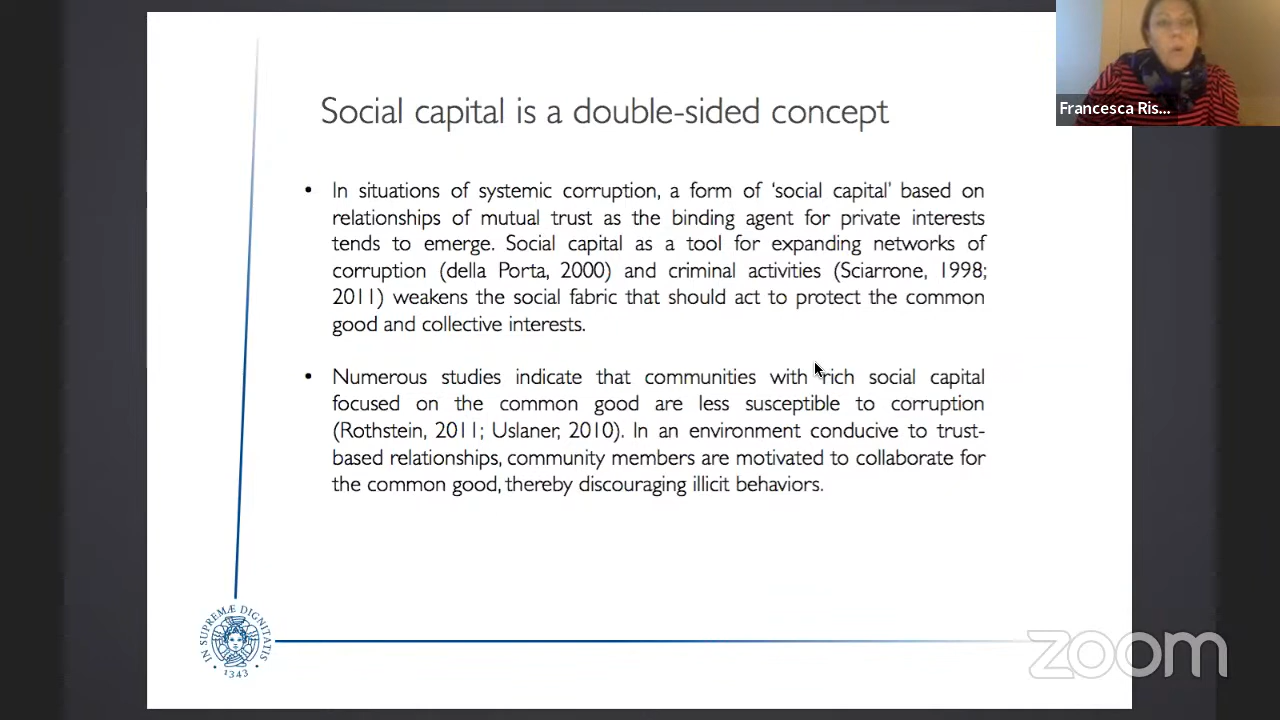 Social capital is a double-sided concept
Francesca Ris...
• In situations of systemic corruption, a form of ‘social capital’ based on
relationships of mutual trust as the binding agent for private interests
tends to emerge. Social capital as a tool for expanding networks of
corruption (della Porta, 2000) and criminal activities (Sciarrone, 1998;
2011) weakens the social fabric that should act to protect the common
good and collective interests.
• Numerous studies indicate that communities with rich social capital
focused on the common good are less susceptible to corruption
(Rothstein, 2011; Uslaner, 2010). In an environment conducive to trust-
based relationships, community members are motivated to collaborate for
the common good, thereby discouraging illicit behaviors.
IN SUPREMÆ DIGNITATIS
• 1343 •
zoom